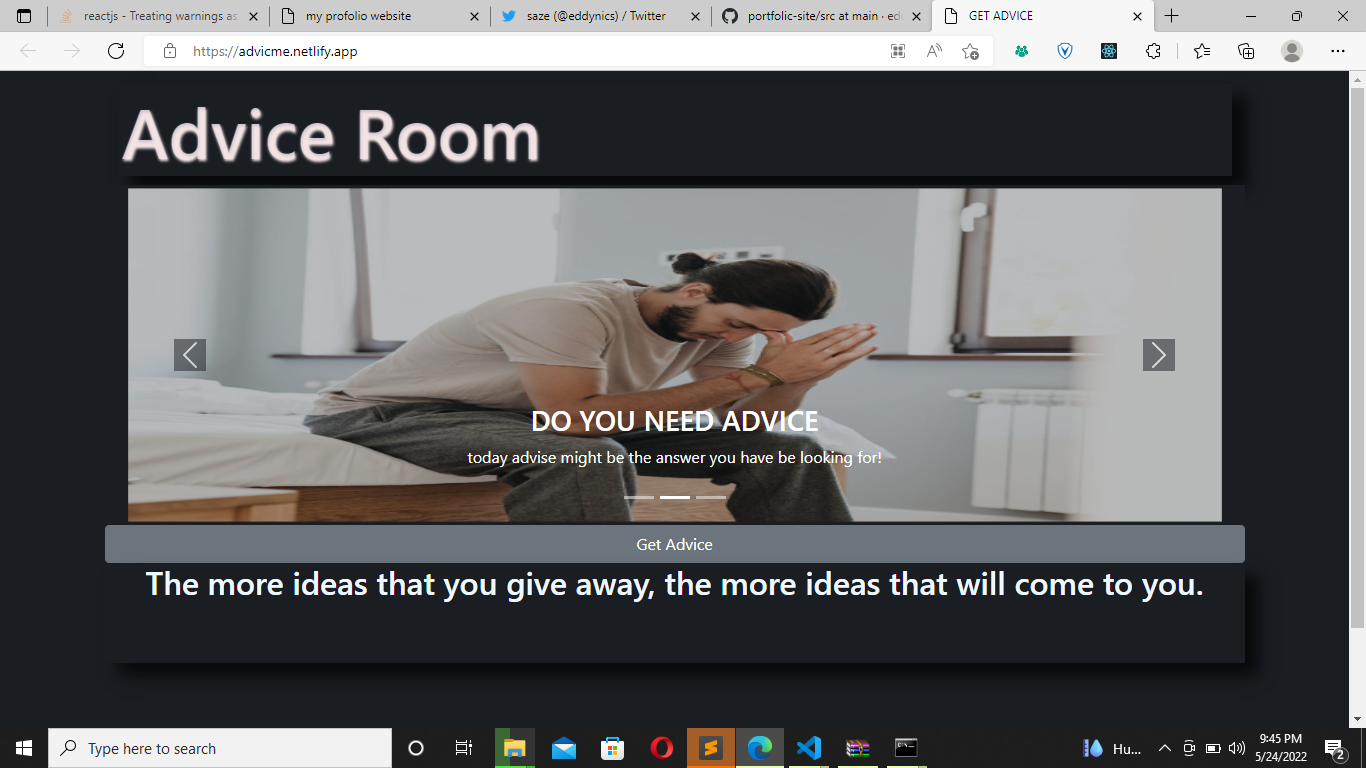 reactjs - Treating warnings as
my profolio website
saze (@eddynics) / Twitter
portfolic-site/src at main · edd
GET ADVICE
https://advicme.netlify.app
Advice Room
DO YOU NEED ADVICE
today advise might be the answer you have be looking for!
Get Advice
The more ideas that you give away, the more ideas that will come to you.
Type here to search
Hu...
9:45 PM
5/24/2022
2